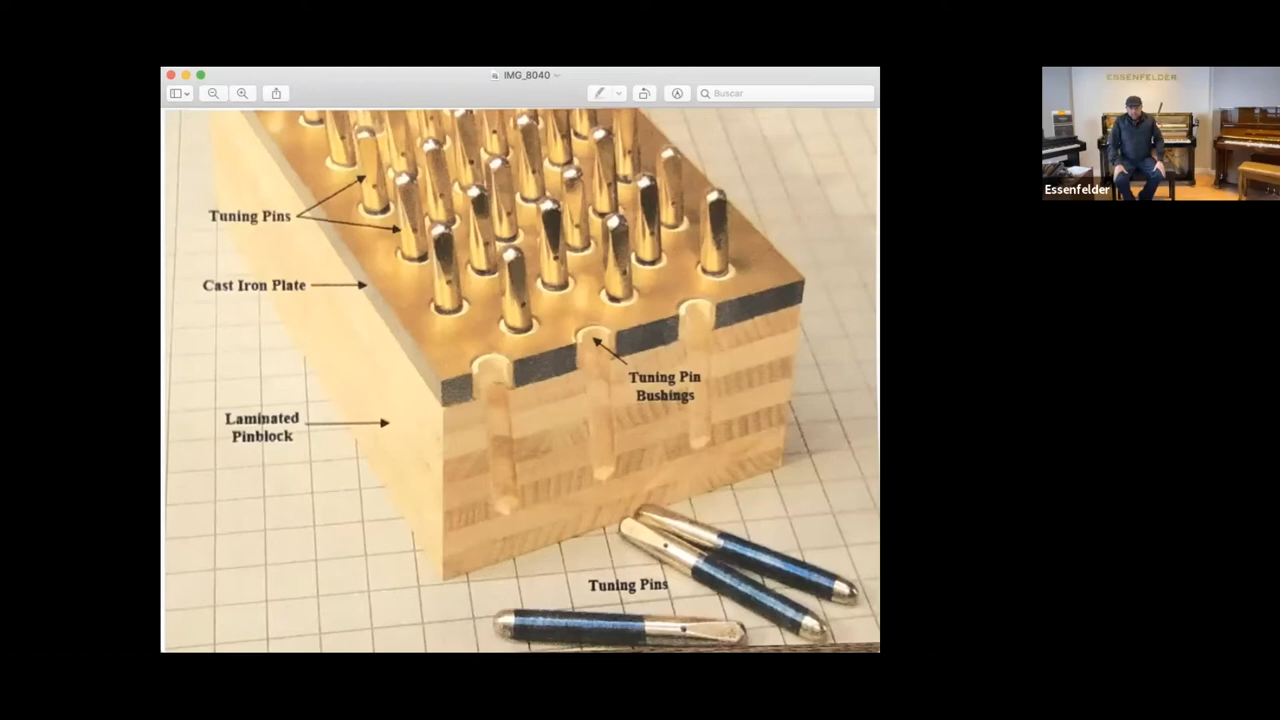 IMG_8040
Buscar
ESSENFELDER
Essenfelder
Tuning Pins
Cast Iron Plate
Tuning Pin
Bushings
Laminated
Pinblock
Tuning Pins